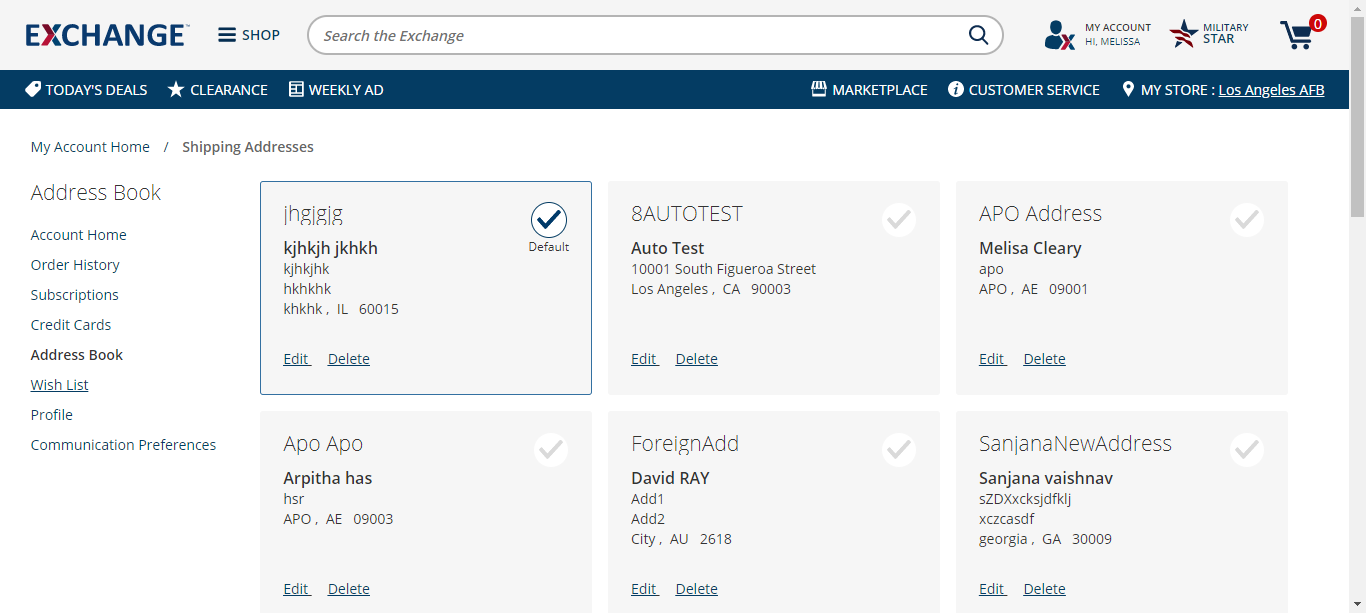 EXCHANGE
SHOP
Search the Exchange
MY ACCOUNT
HI, MELISSA
MILITARY
STAR
0
TODAY'S DEALS
CLEARANCE
WEEKLY AD
MARKETPLACE
CUSTOMER SERVICE
MY STORE : Los Angeles AFB
My Account Home / Shipping Addresses
Address Book
Account Home
Order History
Subscriptions
Credit Cards
Address Book
Wish List
Profile
Communication Preferences
jhgjgjg
Default
kjhkjh jkhkh
kjhkjhk
hkhkhk
khkhk , IL 60015
Edit Delete
8AUTOTEST
Auto Test
10001 South Figueroa Street
Los Angeles , CA 90003
Edit Delete
APO Address
Melisa Cleary
apo
APO , AE 09001
Edit Delete
Apo Apo
Arpitha has
hsr
APO , AE 09003
Edit Delete
ForeignAdd
David RAY
Add1
Add2
City , AU 2618
Edit Delete
SanjanaNewAddress
Sanjana vaishnav
sZDXxcksjdfklj
xczcasdf
georgia , GA 30009
Edit Delete